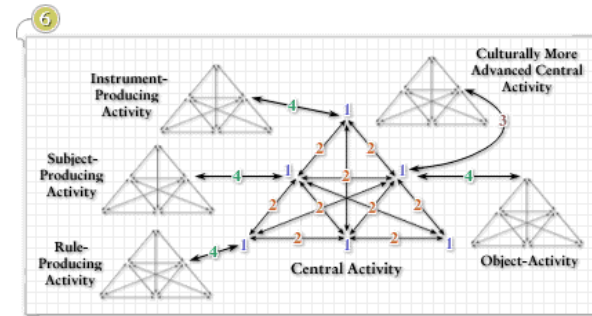 6
Instrument-
Producing
Activity
Culturally More
Advanced Central
Activity
4
1
3
2
2
Subject-
Producing
Activity
4
1
2
1
4
2
2
2
2
Rule-
Producing
Activity
4
1
2
1
2
1
Central Activity
Object-Activity